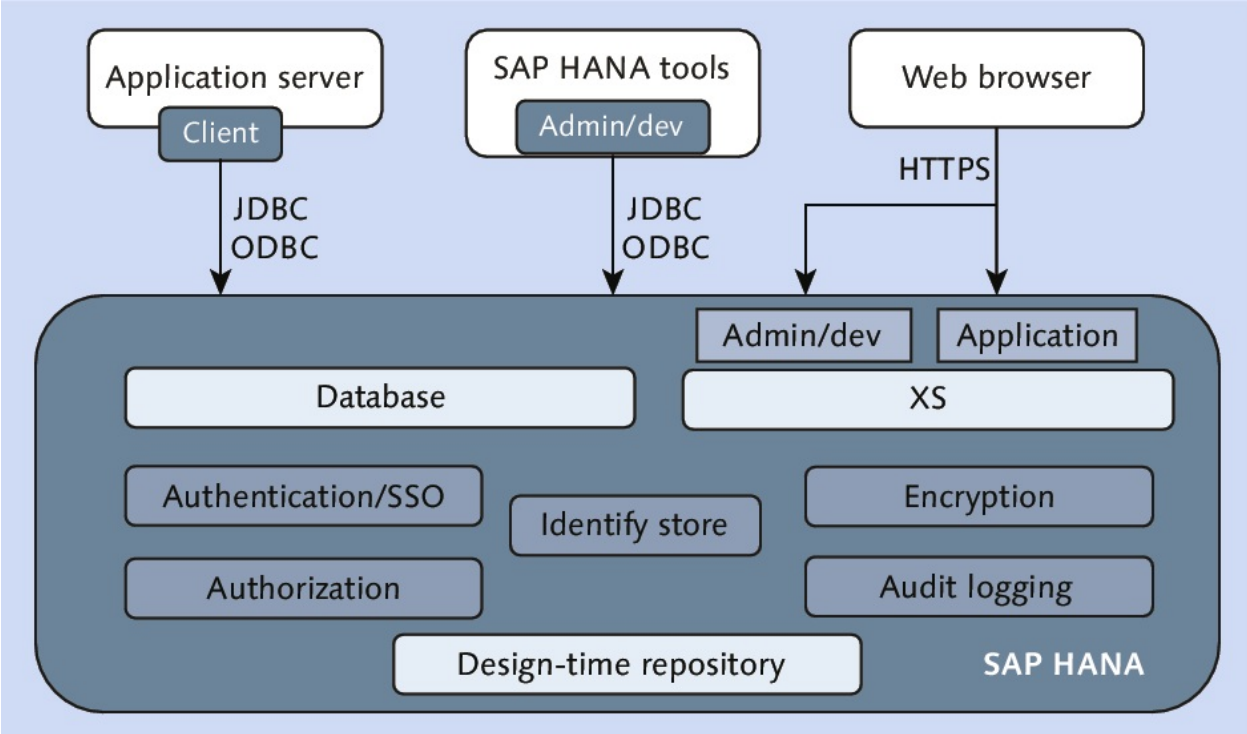 Application server
Client
SAP HANA tools
Admin/dev
Web browser
HTTPS
JDBC
ODBC
JDBC
ODBC
Admin/dev
Application
Database
XS
Authentication/SSO
Identify store
Encryption
Authorization
Audit logging
Design-time repository
SAP HANA